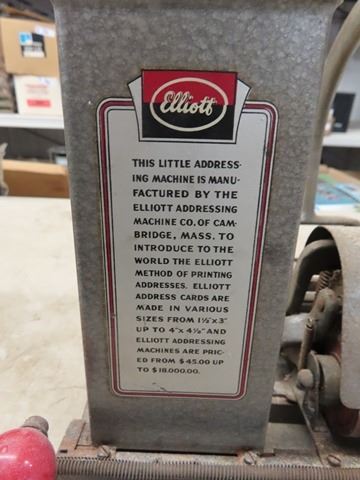 Elliott
THIS LITTLE ADDRESS-
ING MACHINE IS MANU-
FACTURED BY THE
ELLIOTT ADDRESSING
MACHINE CO. OF CAM-
BRIDGE, MASS. TO
INTRODUCE TO THE
WORLD THE ELLIOTT
METHOD OF PRINTING
ADDRESSES. ELLIOTT
ADDRESS CARDS ARE
MADE IN VARIOUS
SIZES FROM 1½"x3"
UP TO 4"x 4½" AND
ELLIOTT ADDRESSING
MACHINES ARE PRIC-
ED FROM $45.00 UP
TO $18,000.00.